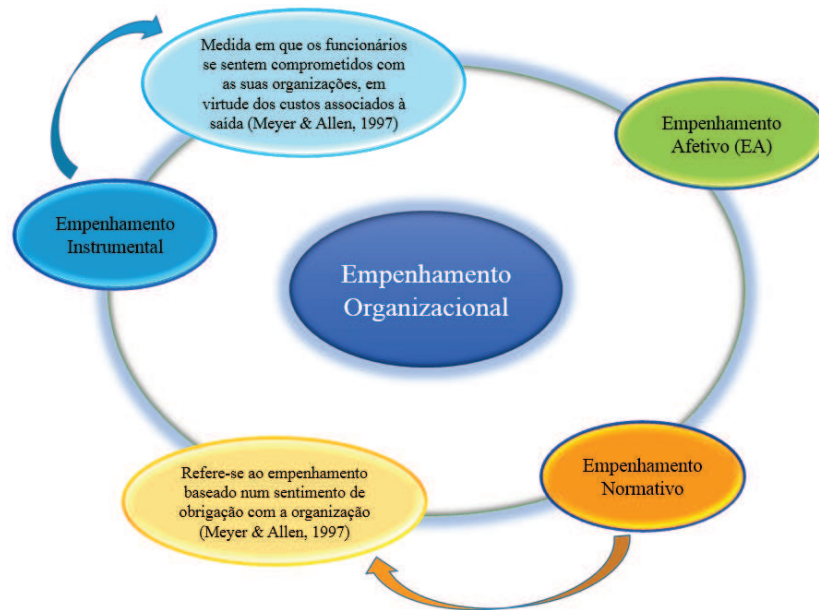 Medida em que os funcionários
se sentem comprometidos com
as suas organizações, em
virtude dos custos associados à
saída (Meyer & Allen, 1997)
Empenhamento
Afetivo (EA)
Empenhamento
Instrumental
Empenhamento
Organizacional
Refere-se ao empenhamento
baseado num sentimento de
obrigação com a organização
(Meyer & Allen, 1997)
Empenhamento
Normativo